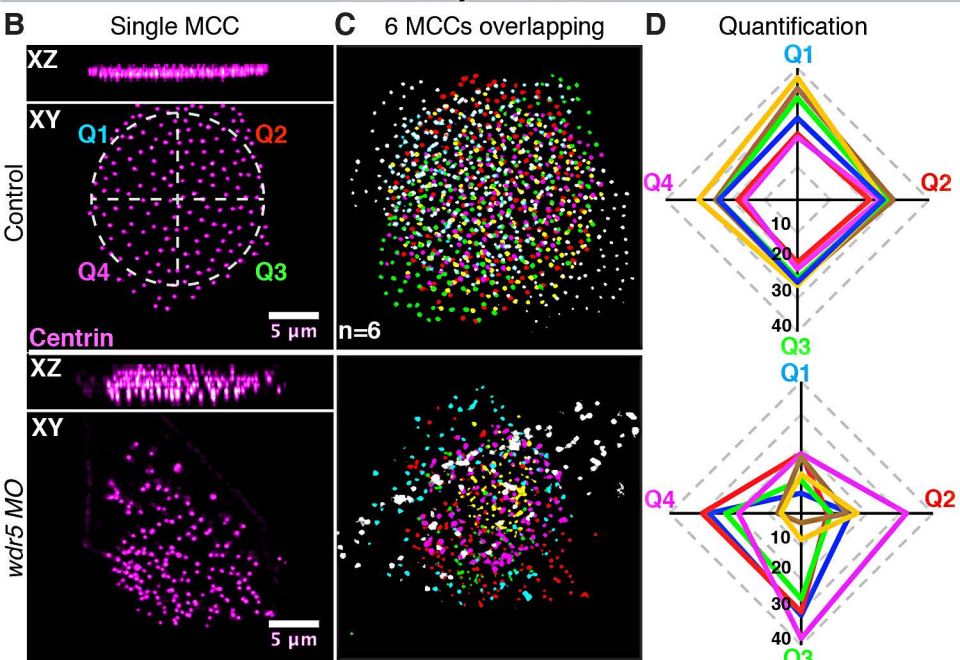 B Single MCC
C 6 MCCs overlapping
D Quantification
Control
XZ
XY
Q1
Q2
Q4
Q3
Centrin
5 µm
n=6
Q1
Q4
Q2
10
20
30
40
Q3
wdr5 MO
XZ
XY
5 µm
Q1
Q4
Q2
10
20
30
40
Q3